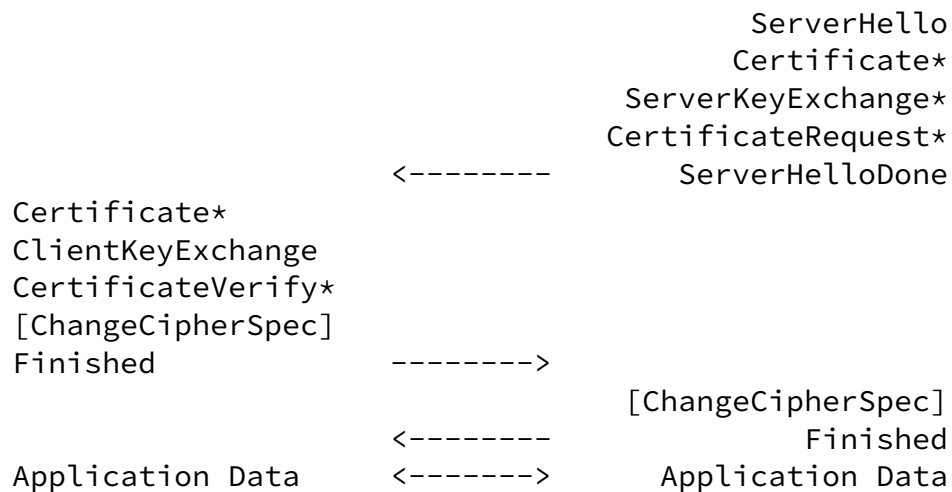 ServerHello
Certificate*
ServerKeyExchange*
CertificateRequest*
<-------- ServerHelloDone
Certificate*
ClientKeyExchange
CertificateVerify*
[ChangeCipherSpec]
Finished -------->
[ChangeCipherSpec]
<-------- Finished
Application Data <-------> Application Data